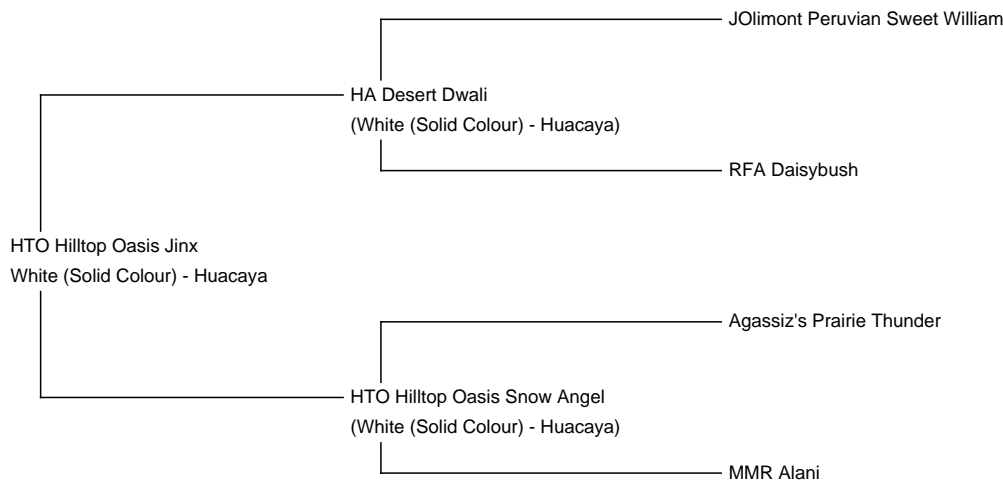 JOlimont Peruvian Sweet William
HA Desert Dwali
(White (Solid Colour) - Huacaya)
RFA Daisybush
HTO Hilltop Oasis Jinx
White (Solid Colour) - Huacaya
Agassiz's Prairie Thunder
HTO Hilltop Oasis Snow Angel
(White (Solid Colour) - Huacaya)
MMR Alani